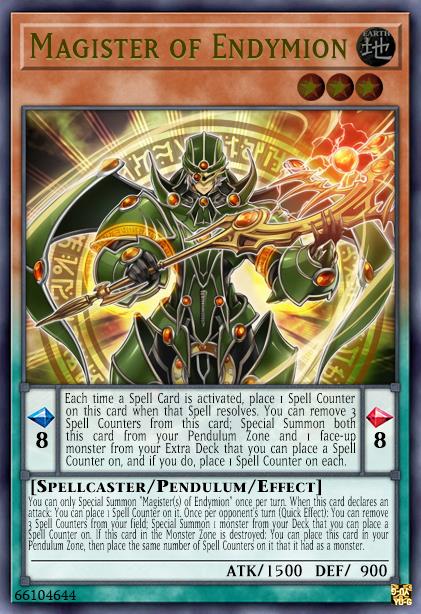 MAGISTER OF ENDYMION
EARTH
地
Each time a Spell Card is activated, place 1 Spell Counter
on this card when that Spell resolves. You can remove 3
Spell Counters from this card; Special Summon both
this card from your Pendulum Zone and 1 face-up
monster from your Extra Deck that you can place a Spell
Counter on, and if you do, place 1 Spell Counter on each.
8
8
[SPELLCASTER/PENDULUM/EFFECT]
You can only Special Summon "Magister(s) of Endymion" once per turn. When this card declares an
attack: You can place 1 Spell Counter on it. Once per opponent's turn (Quick Effect): You can remove
3 Spell Counters from your field; Special Summon 1 monster from your Deck that you can place a
Spell Counter on. If this card in the Monster Zone is destroyed: You can place this card in your
Pendulum Zone, then place the same number of Spell Counters on it that it had as a monster.
ATK/1500 DEF/ 900
66104644